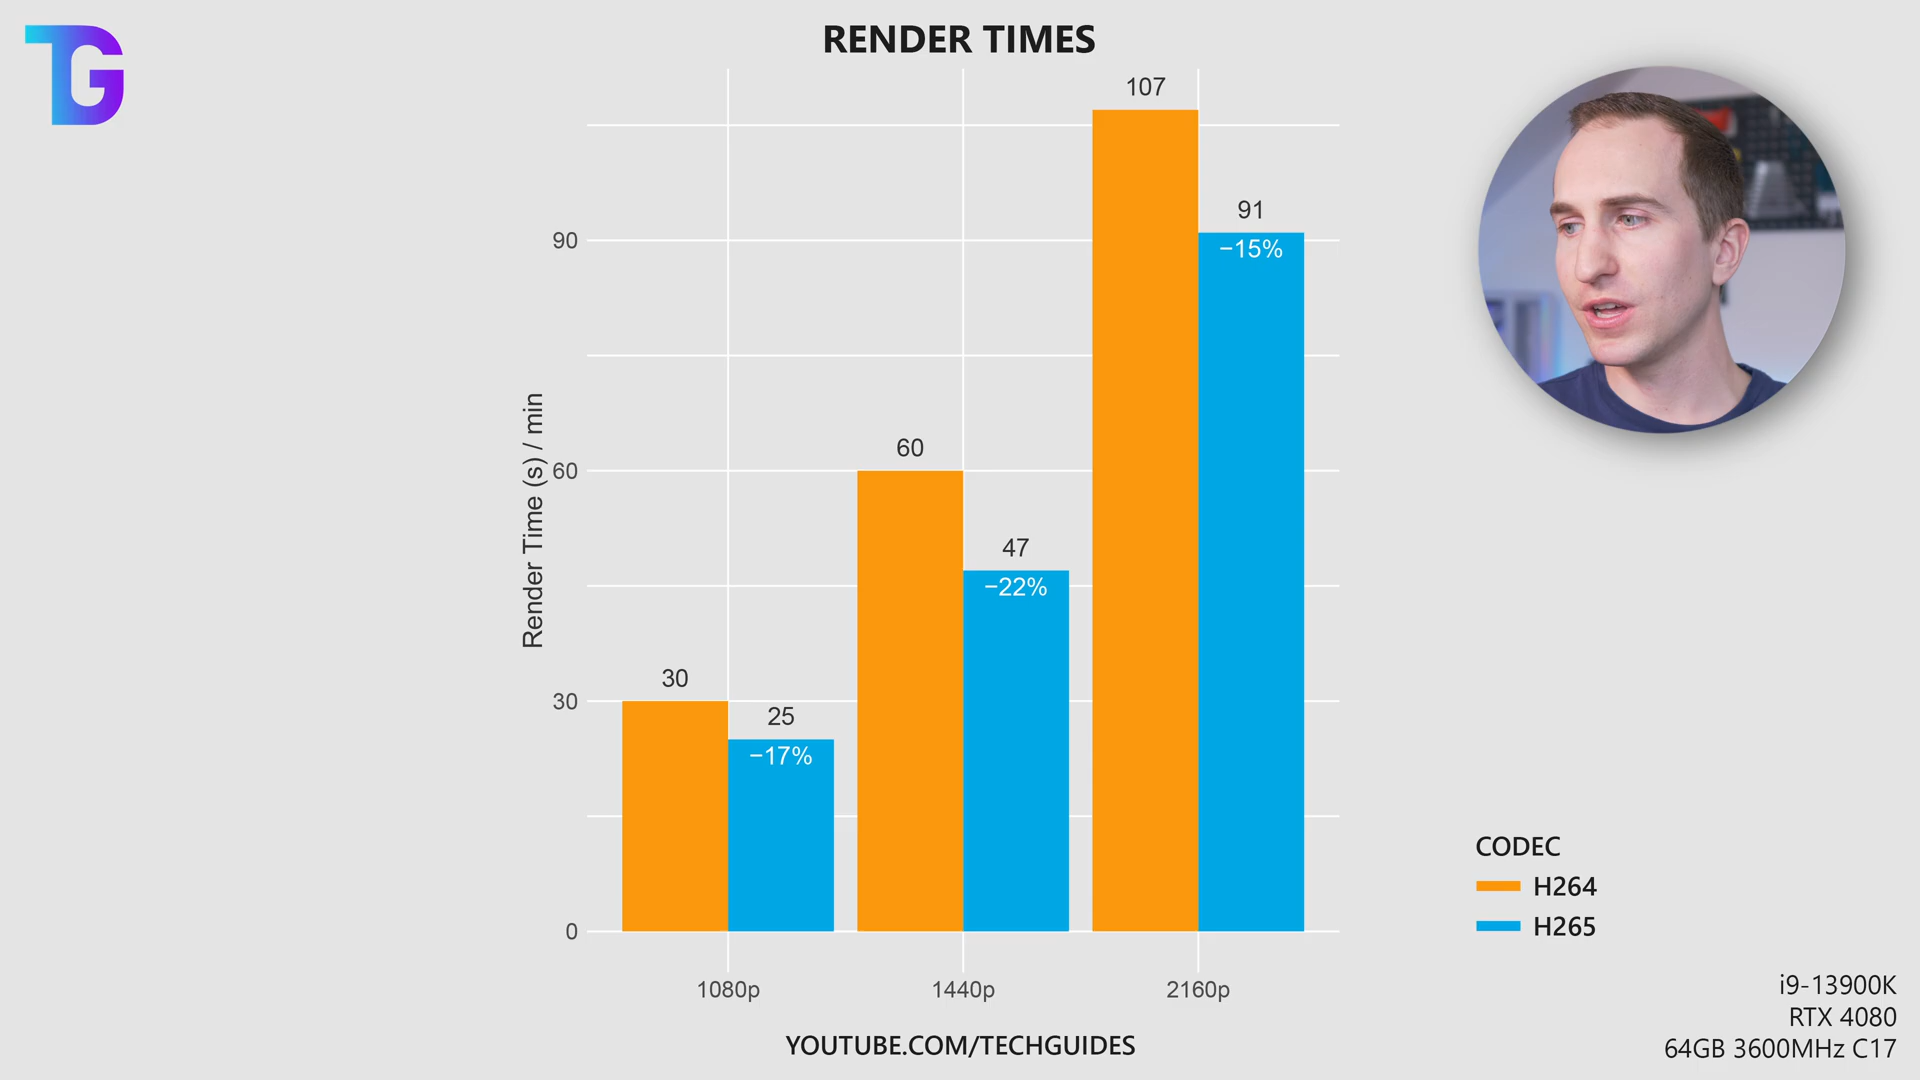 TG
RENDER TIMES
107
91
−15%
90
60
47
−22%
60
30
25
−17%
30
0
Render Time (s) / min
1080p
1440p
2160p
CODEC
H264
H265
i9-13900K
RTX 4080
64GB 3600MHz C17
YOUTUBE.COM/TECHGUIDES